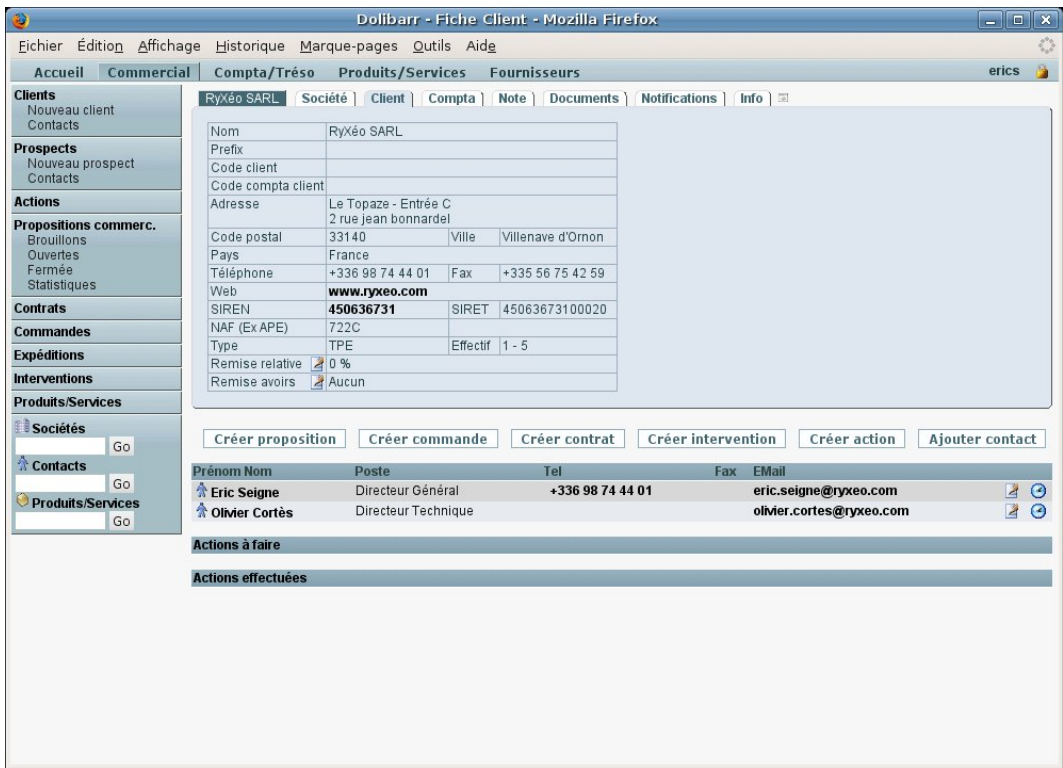 Dolibarr - Fiche Client - Mozilla Firefox
Fichier Édition Affichage Historique Marque-pages Outils Aide
Accueil Commercial Compta/Tréso Produits/Services Fournisseurs erics
Clients
Nouveau client
Contacts
Prospects
Nouveau prospect
Contacts
Actions
Propositions commerc.
Brouillons
Ouvertes
Fermée
Statistiques
Contrats
Commandes
Expéditions
Interventions
Produits/Services
Sociétés
Go
Contacts
Go
Produits/Services
Go
RyXéo SARL Société Client Compta Note Documents Notifications Info
Nom RyXéo SARL
Prefix
Code client
Code compta client
Adresse Le Topaze - Entrée C
2 rue jean bonnardel
Code postal 33140 Ville Villenave d'Ornon
Pays France
Téléphone +336 98 74 44 01 Fax +335 56 75 42 59
Web www.ryxeo.com
SIREN 450636731 SIRET 45063673100020
NAF (Ex APE) 722C
Type TPE Effectif 1 - 5
Remise relative 0 %
Remise avoirs Aucun
Créer proposition Créer commande Créer contrat Créer intervention Créer action Ajouter contact
Prénom Nom Poste Tel Fax EMail
Eric Seigne Directeur Général +336 98 74 44 01 eric.seigne@ryxeo.com
Olivier Cortès Directeur Technique olivier.cortes@ryxeo.com
Actions à faire
Actions effectuées